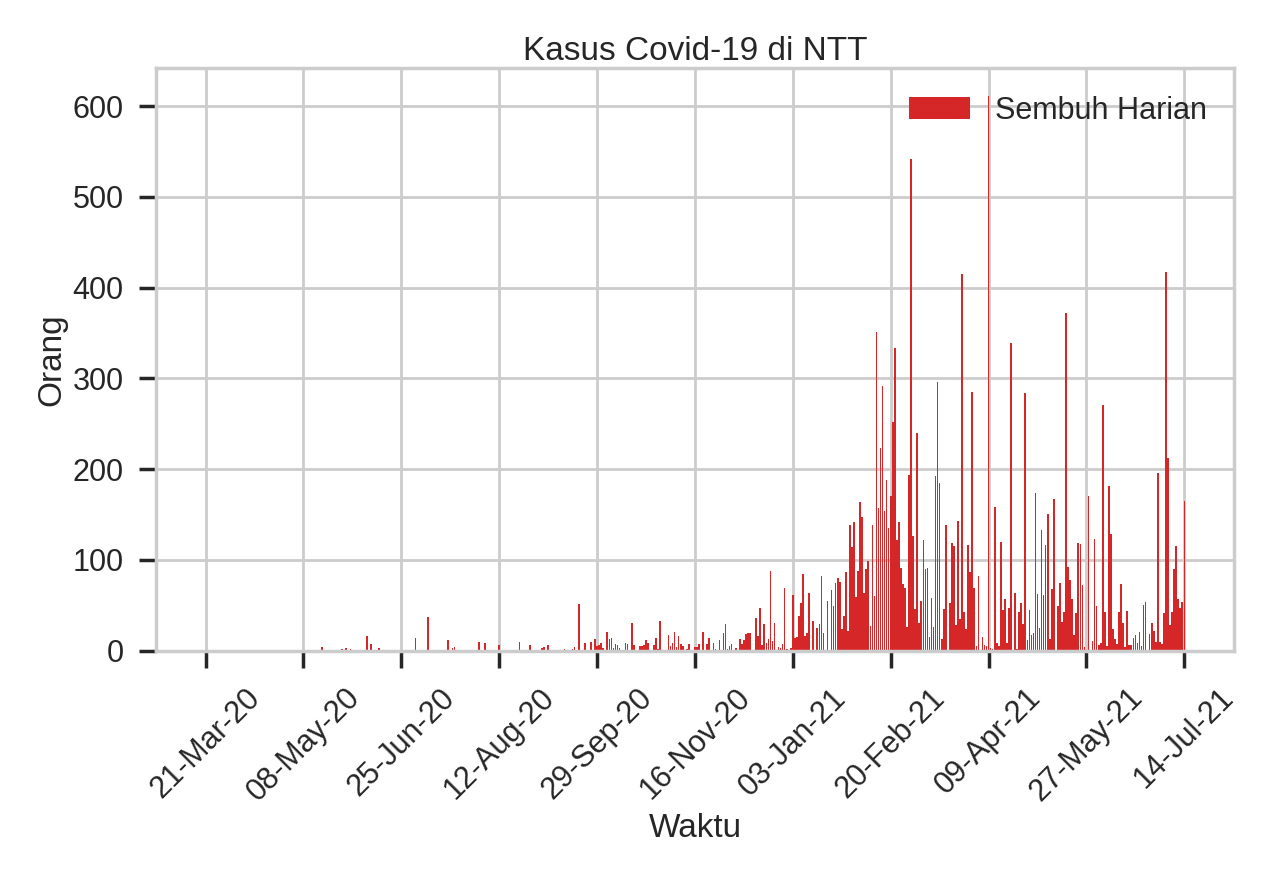 Kasus Covid-19 di NTT
Sembuh Harian
Orang
600
500
400
300
200
100
0
21-Mar-20
08-May-20
25-Jun-20
12-Aug-20
29-Sep-20
16-Nov-20
03-Jan-21
20-Feb-21
09-Apr-21
27-May-21
14-Jul-21
Waktu